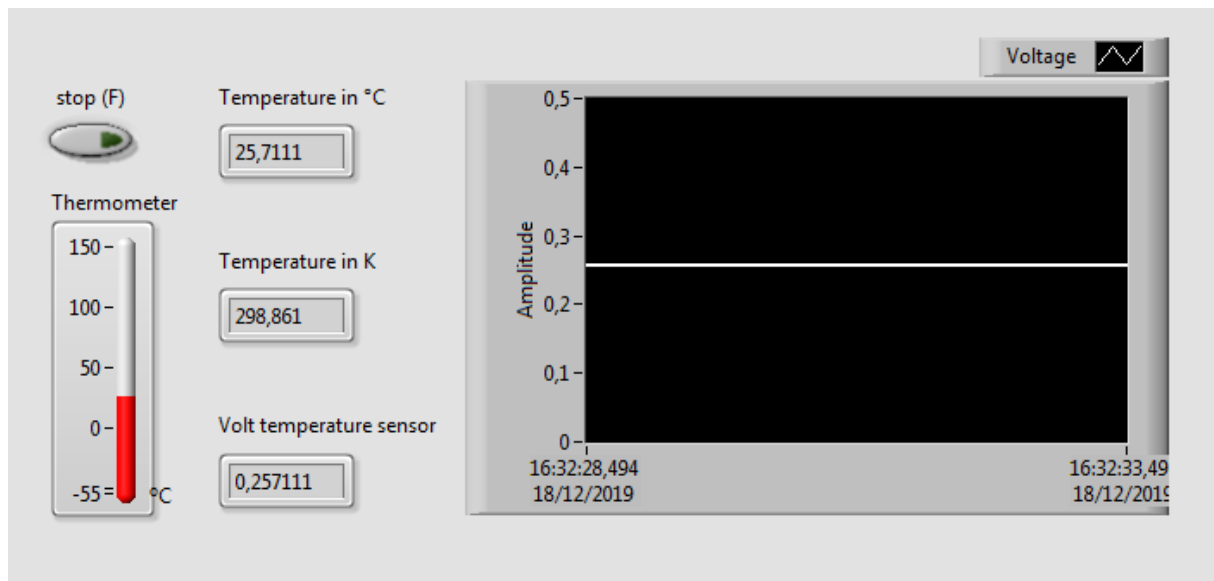 Voltage
stop (F)
Temperature in °C
25,7111
Thermometer
150
100
50
0
-55
°C
Temperature in K
298,861
Volt temperature sensor
0,257111
Amplitude
0,5
0,4
0,3
0,2
0,1
0
16:32:28,494
18/12/2019
16:32:33,49
18/12/2019